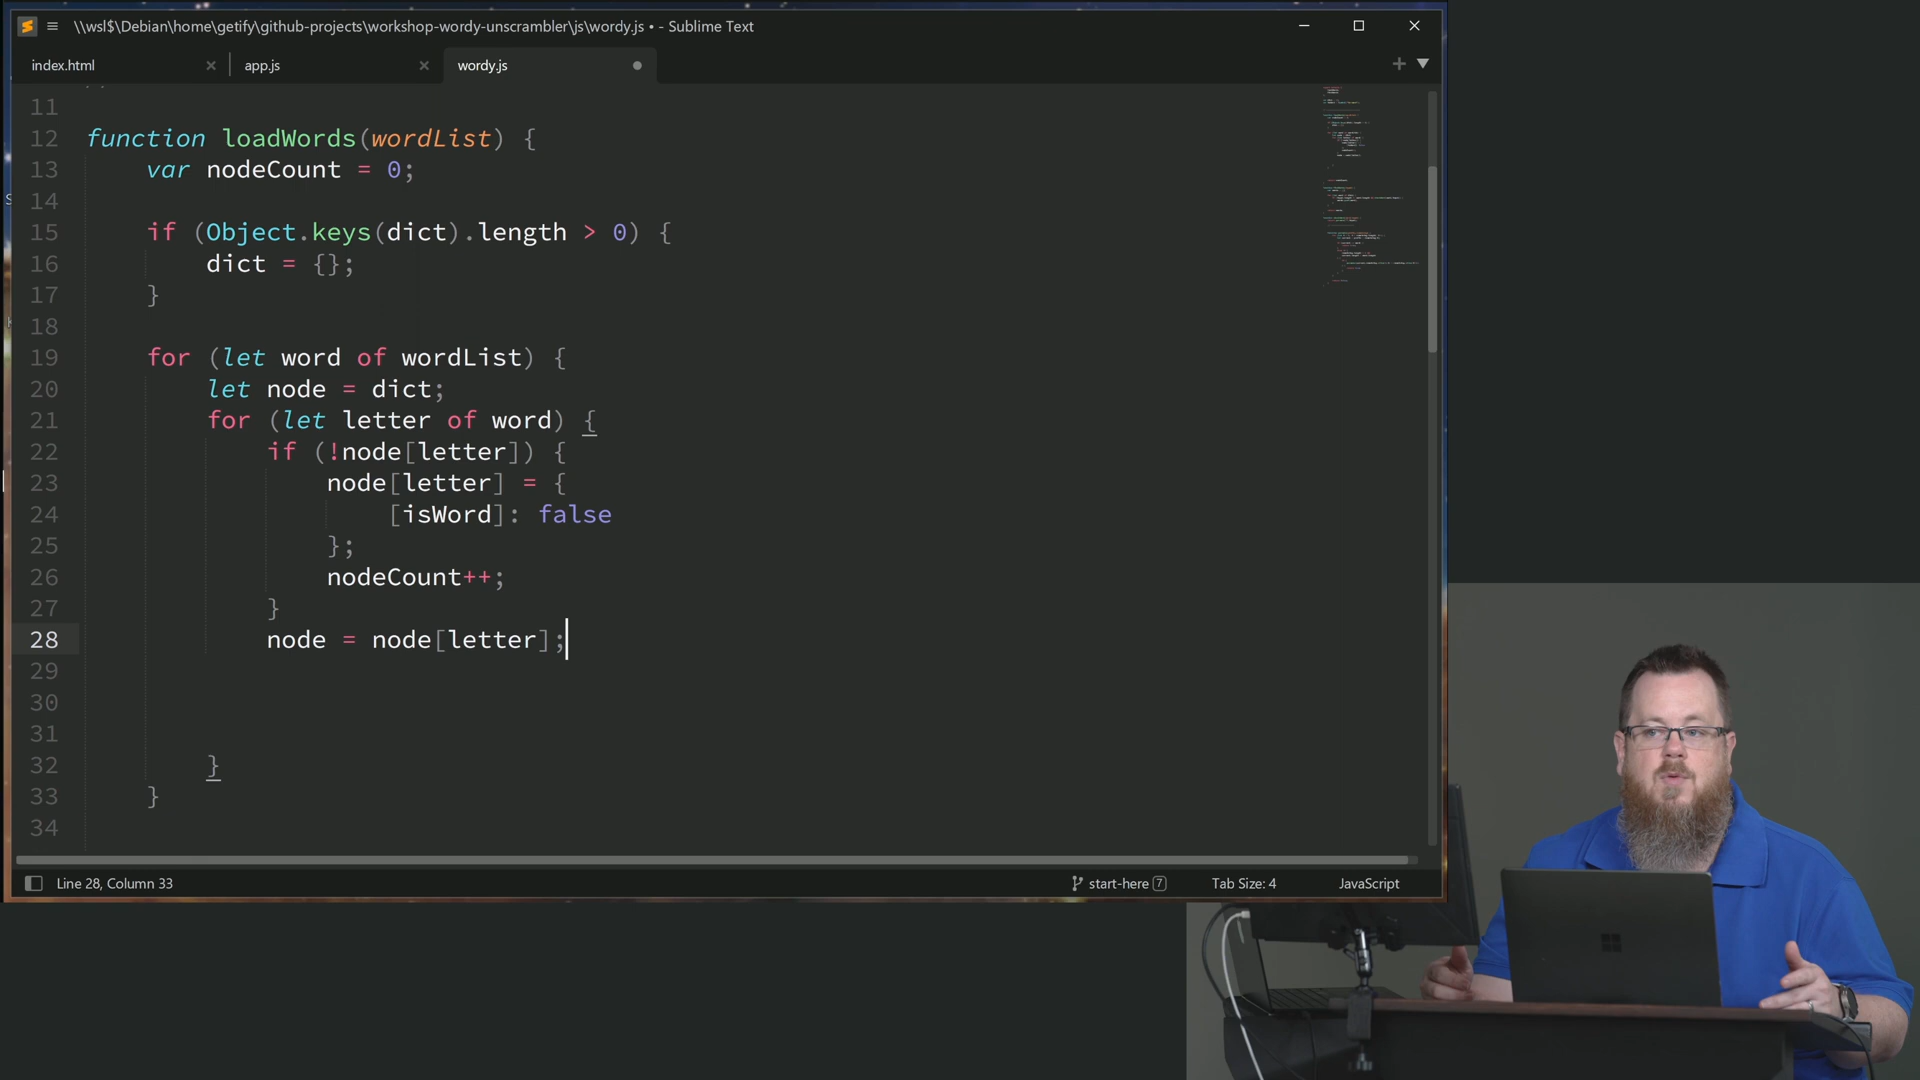 \\wsl$\Debian\home\getify\github-projects\workshop-wordy-unscrambler\js\wordy.js • - Sublime Text
index.html × app.js × wordy.js
11
12 function loadWords(wordList) {
13 var nodeCount = 0;
14
15 if (Object.keys(dict).length > 0) {
16 dict = {};
17 }
18
19 for (let word of wordList) {
20 let node = dict;
21 for (let letter of word) {
22 if (!node[letter]) {
23 node[letter] = {
24 [isWord]: false
25 };
26 nodeCount++;
27 }
28 node = node[letter];
29
30
31
32 }
33 }
34
Line 28, Column 33 start-here 7 Tab Size: 4 JavaScript